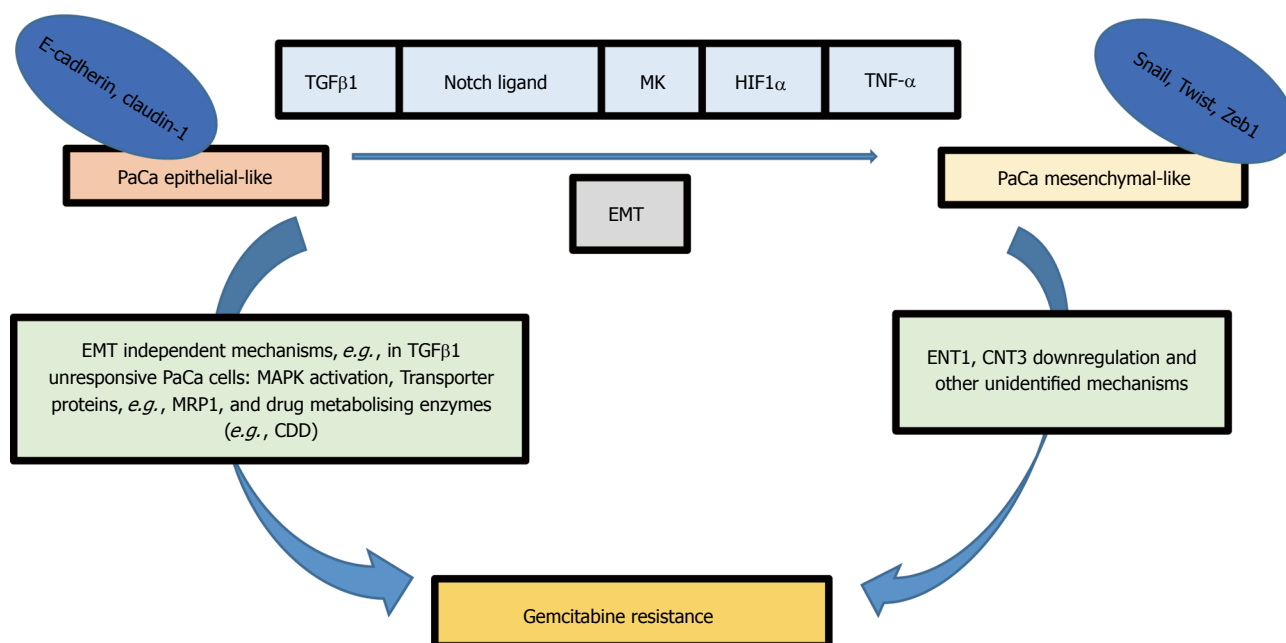 E-cadherin, claudin-1
TGFβ1
Notch ligand
MK
HIF1α
TNF-α
Snail, Twist, Zeb1
PaCa epithelial-like
EMT
PaCa mesenchymal-like
EMT independent mechanisms, e.g., in TGFβ1
unresponsive PaCa cells: MAPK activation, Transporter
proteins, e.g., MRP1, and drug metabolising enzymes
(e.g., CDD)
ENT1, CNT3 downregulation and
other unidentified mechanisms
Gemcitabine resistance